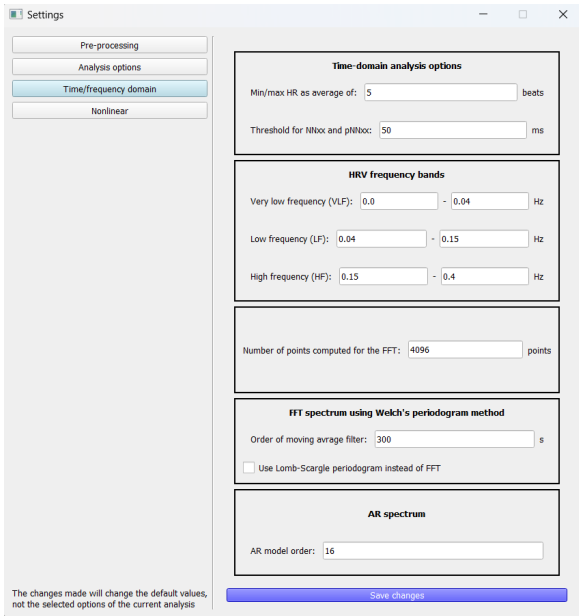 Settings
Pre-processing
Analysis options
Time/frequency domain
Nonlinear
Time-domain analysis options
Min/max HR as average of: 5 beats
Threshold for NNxx and pNNxx: 50 ms
HRV frequency bands
Very low frequency (VLF): 0.0 - 0.04 Hz
Low frequency (LF): 0.04 - 0.15 Hz
High frequency (HF): 0.15 - 0.4 Hz
Number of points computed for the FFT: 4096 points
FFT spectrum using Welch's periodogram method
Order of moving avrage filter: 300 s
Use Lomb-Scargle periodogram instead of FFT
AR spectrum
AR model order: 16
The changes made will change the default values,
not the selected options of the current analysis
Save changes